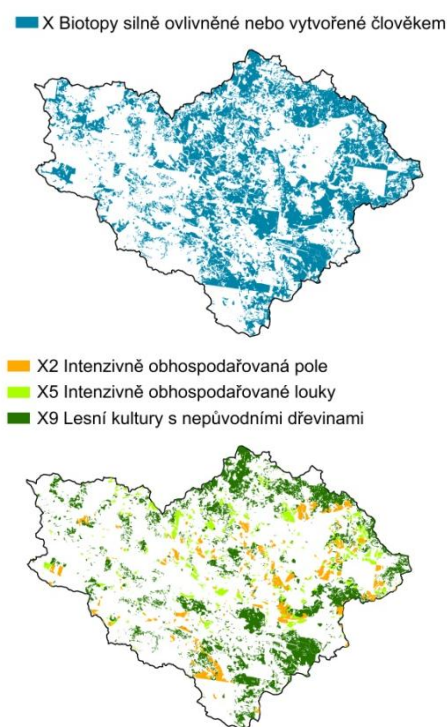 X Biotopy silně ovlivněné nebo vytvořené člověkem
X2 Intenzivně obhospodařovaná pole
X5 Intenzivně obhospodařované louky
X9 Lesní kultury s nepůvodními dřevinami